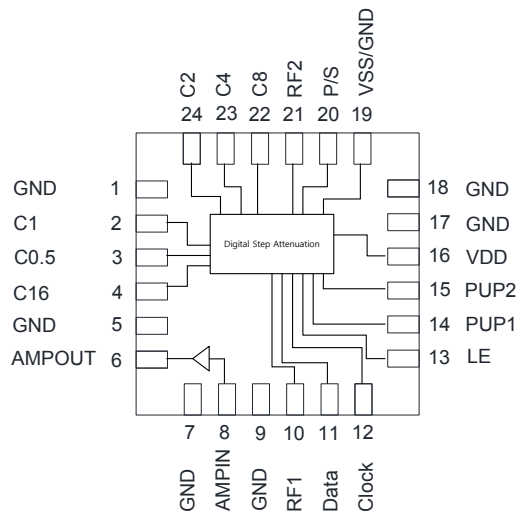 C2
C4
C8
RF2
P/S
VSS/GND
24
23
22
21
20
19
GND 1
C1 2
C0.5 3
C16 4
GND 5
AMPOUT 6
Digital Step Attenuation
18 GND
17 GND
16 VDD
15 PUP2
14 PUP1
13 LE
7
8
9
10
11
12
GND
AMPIN
GND
RF1
Data
Clock